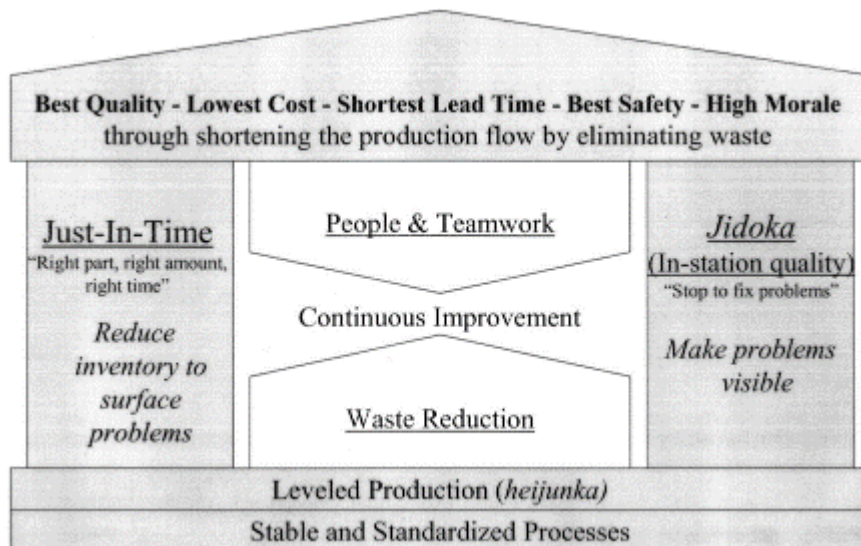 Best Quality - Lowest Cost - Shortest Lead Time - Best Safety - High Morale
through shortening the production flow by eliminating waste
Just-In-Time
“Right part, right amount,
right time”
Reduce
inventory to
surface
problems
People & Teamwork
Continuous Improvement
Waste Reduction
Jidoka
(In-station quality)
“Stop to fix problems”
Make problems
visible
Leveled Production (heijunka)
Stable and Standardized Processes